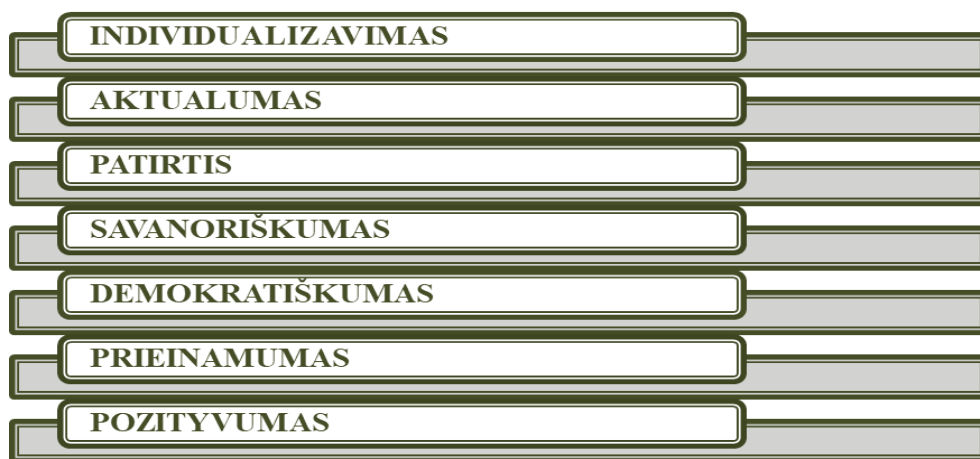 INDIVIDUALIZAVIMAS
AKTUALUMAS
PATIRTIS
SAVANORIŠKUMAS
DEMOKRATIŠKUMAS
PRIEINAMUMAS
POZITYVUMAS